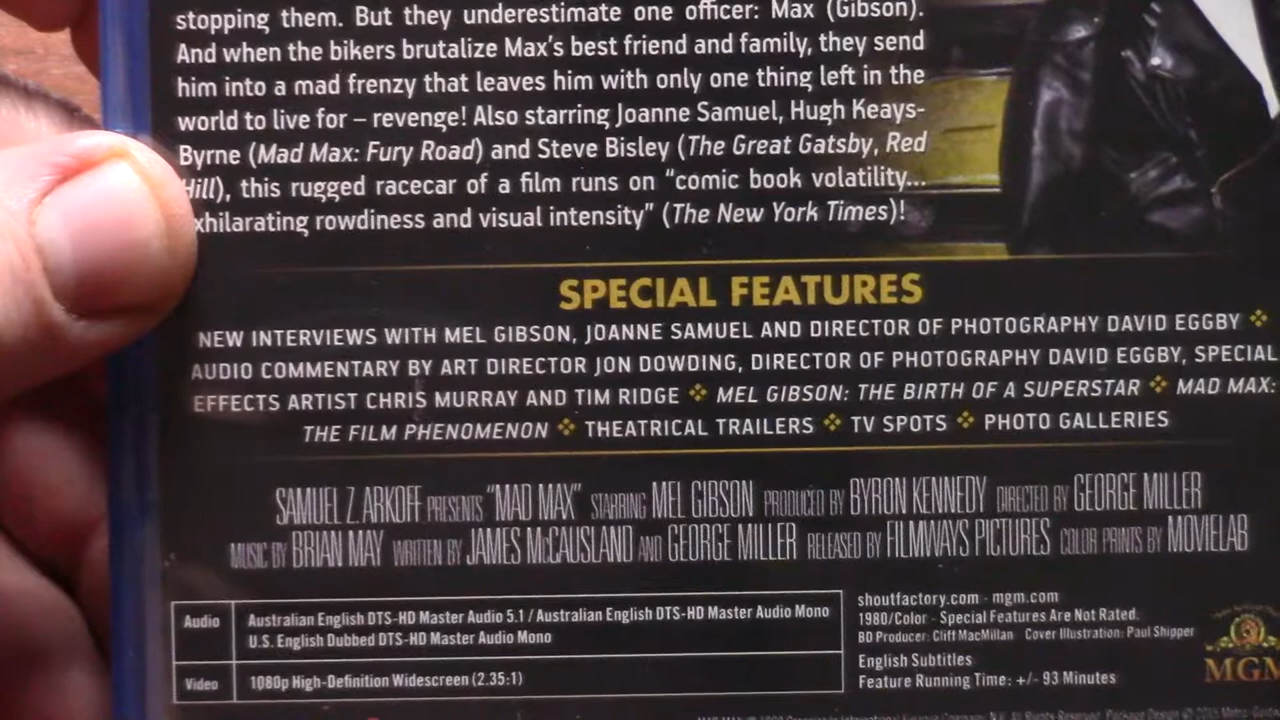 stopping them. But they underestimate one officer: Max (Gibson).
And when the bikers brutalize Max's best friend and family, they send
him into a mad frenzy that leaves him with only one thing left in the
world to live for – revenge! Also starring Joanne Samuel, Hugh Keays-
Byrne (Mad Max: Fury Road) and Steve Bisley (The Great Gatsby, Red
Hill), this rugged racecar of a film runs on "comic book volatility...
xhilarating rowdiness and visual intensity" (The New York Times)!
SPECIAL FEATURES
NEW INTERVIEWS WITH MEL GIBSON, JOANNE SAMUEL AND DIRECTOR OF PHOTOGRAPHY DAVID EGGBY ❖
AUDIO COMMENTARY BY ART DIRECTOR JON DOWDING, DIRECTOR OF PHOTOGRAPHY DAVID EGGBY, SPECIAL
EFFECTS ARTIST CHRIS MURRAY AND TIM RIDGE ❖ MEL GIBSON: THE BIRTH OF A SUPERSTAR ❖ MAD MAX:
THE FILM PHENOMENON ❖ THEATRICAL TRAILERS ❖ TV SPOTS ❖ PHOTO GALLERIES
SAMUEL Z. ARKOFF PRESENTS "MAD MAX" STARRING MEL GIBSON PRODUCED BY BYRON KENNEDY DIRECTED BY GEORGE MILLER
MUSIC BY BRIAN MAY WRITTEN BY JAMES McCAUSLAND AND GEORGE MILLER RELEASED BY FILMWAYS PICTURES COLOR PRINTS BY MOVIELAB
Audio
Australian English DTS-HD Master Audio 5.1 / Australian English DTS-HD Master Audio Mono
U.S. English Dubbed DTS-HD Master Audio Mono
Video
1080p High-Definition Widescreen (2.35:1)
shoutfactory.com - mgm.com
1980/Color - Special Features Are Not Rated.
BD Producer: Cliff MacMillan Cover Illustration: Paul Shipper
English Subtitles
Feature Running Time: +/- 93 Minutes
MGM